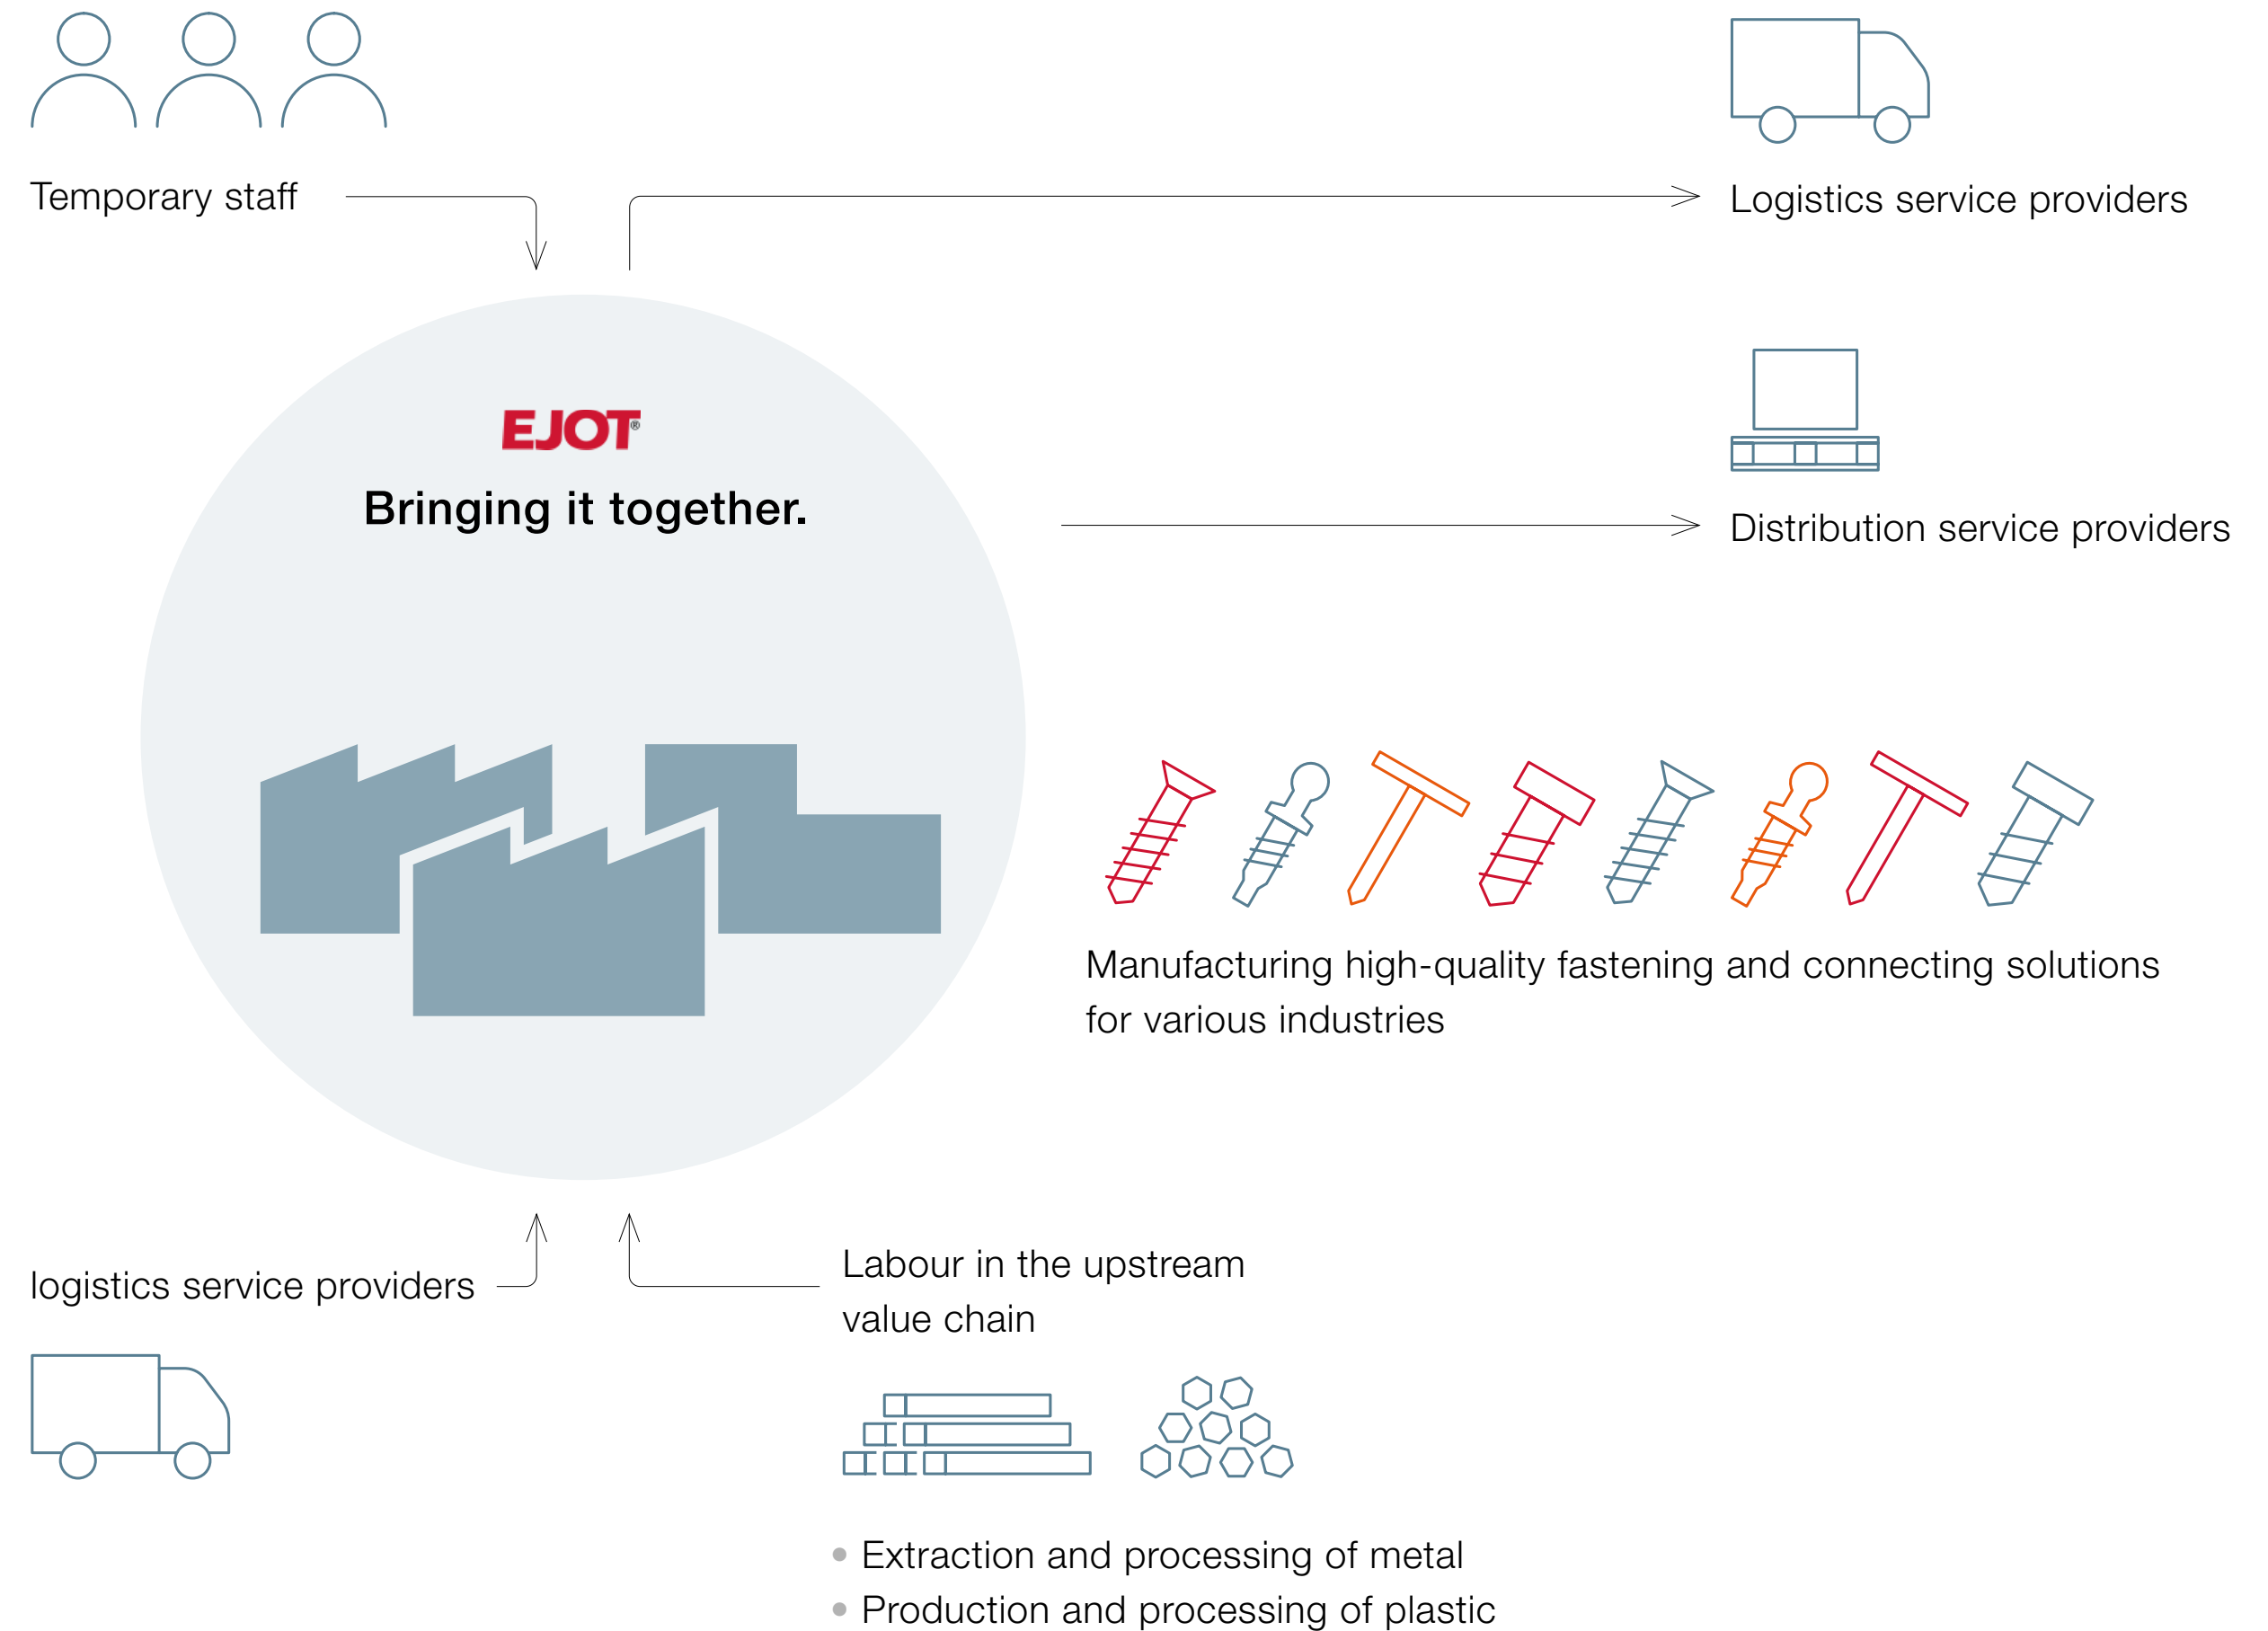 Temporary staff
Logistics service providers
EJOT®
Bringing it together.
Distribution service providers
Manufacturing high-quality fastening and connecting solutions
for various industries
logistics service providers
Labour in the upstream
value chain
• Extraction and processing of metal
• Production and processing of plastic